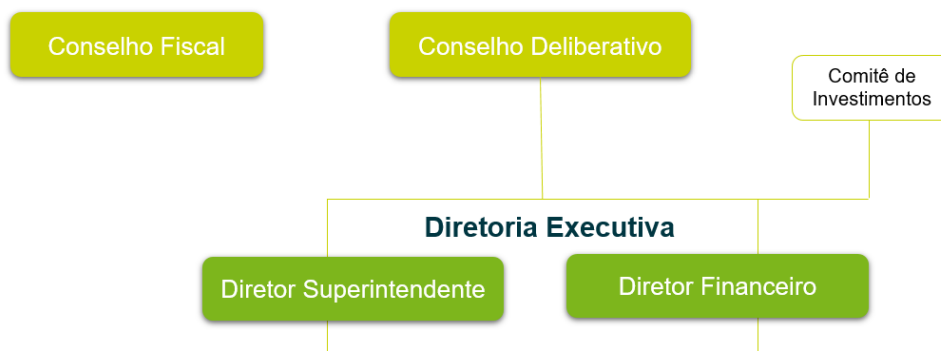 Conselho Fiscal
Conselho Deliberativo
Comitê de
Investimentos
Diretoria Executiva
Diretor Superintendente
Diretor Financeiro